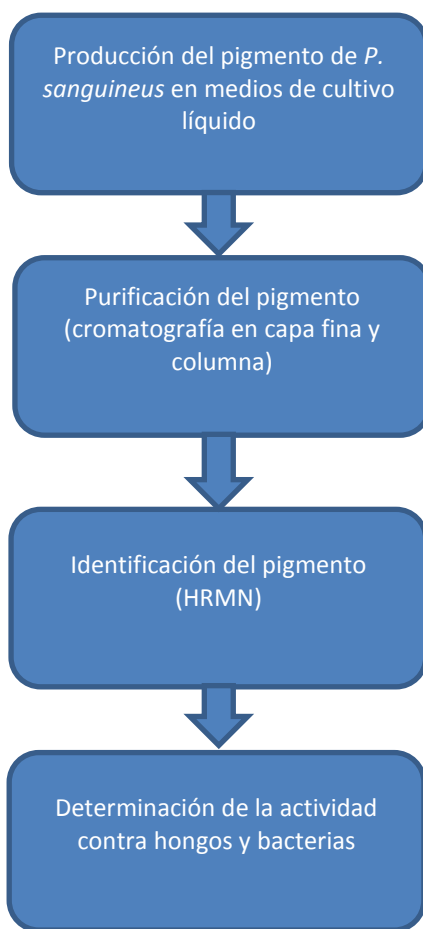 Producción del pigmento de P.
sanguineus en medios de cultivo
líquido
Purificación del pigmento
(cromatografía en capa fina y
columna)
Identificación del pigmento
(HRMN)
Determinación de la actividad
contra hongos y bacterias